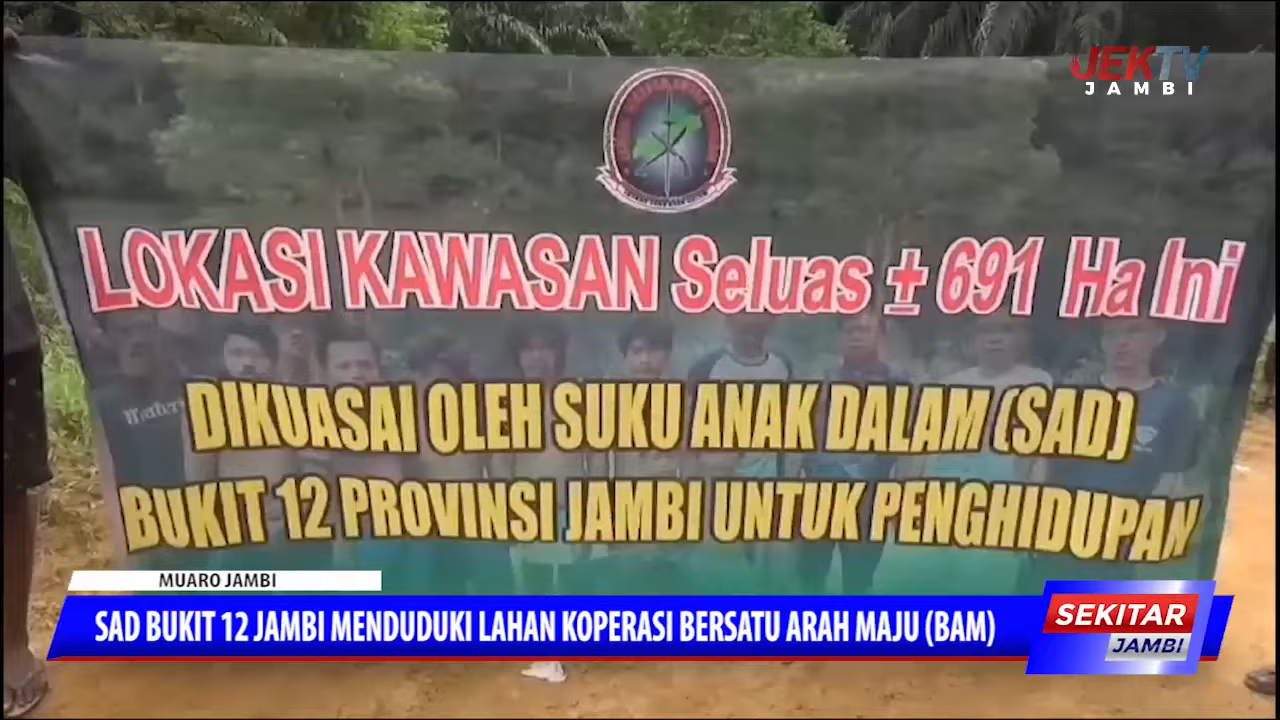 JEKTV
JAMBI
LOKASI KAWASAN Seluas ± 691 Ha Ini
Mater
DIKUASAI OLEH SUKU ANAK DALAM (SAD)
BUKIT 12 PROVINSI JAMBI UNTUK PENGHIDUPAN
MUARO JAMBI
SAD BUKIT 12 JAMBI MENDUDUKI LAHAN KOPERASI BERSATU ARAH MAJU (BAM)
SEKITAR
JAMBI